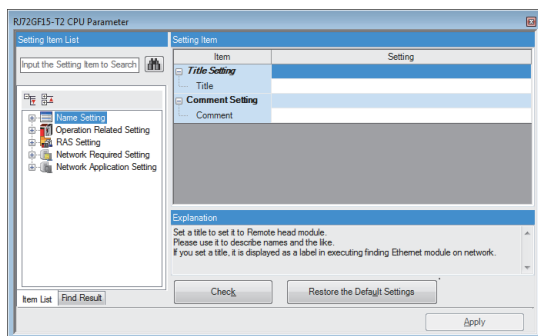 RJ72GF15-T2 CPU Parameter
Setting Item List
Input the Setting Item to Search
Name Setting
Operation Related Setting
RAS Setting
Network Required Setting
Network Application Setting
Item List
Find Result
Setting Item
Item
Setting
Title Setting
Title
Comment Setting
Comment
Explanation
Set a title to set it to Remote head module.
Please use it to describe names and the like.
If you set a title, it is displayed as a label in executing finding Ethernet module on network.
Check
Restore the Default Settings
Apply